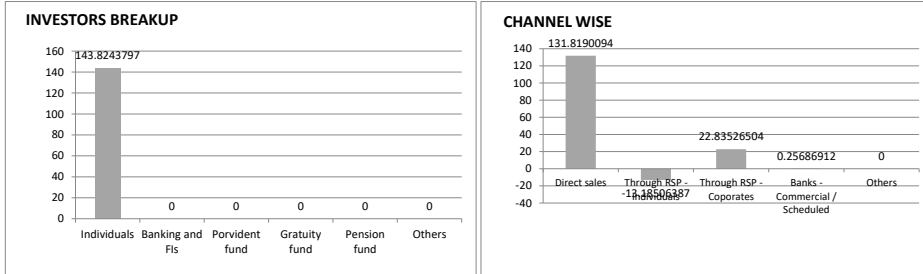 INVESTORS BREAKUP
160
143.8243797
140
120
100
80
60
40
20
0
0
0
0
0
0
Individuals
Banking and
FIs
Porvident
fund
Gratuity
fund
Pension
fund
Others
CHANNEL WISE
140
131.8190094
120
100
80
60
40
22.83526504
20
0.25686912
0
0
Direct sales
Through RSP -
Individuals
Through RSP -
Coporates
Banks -
Commercial /
Scheduled
Others
-13.18506387
-20
-40